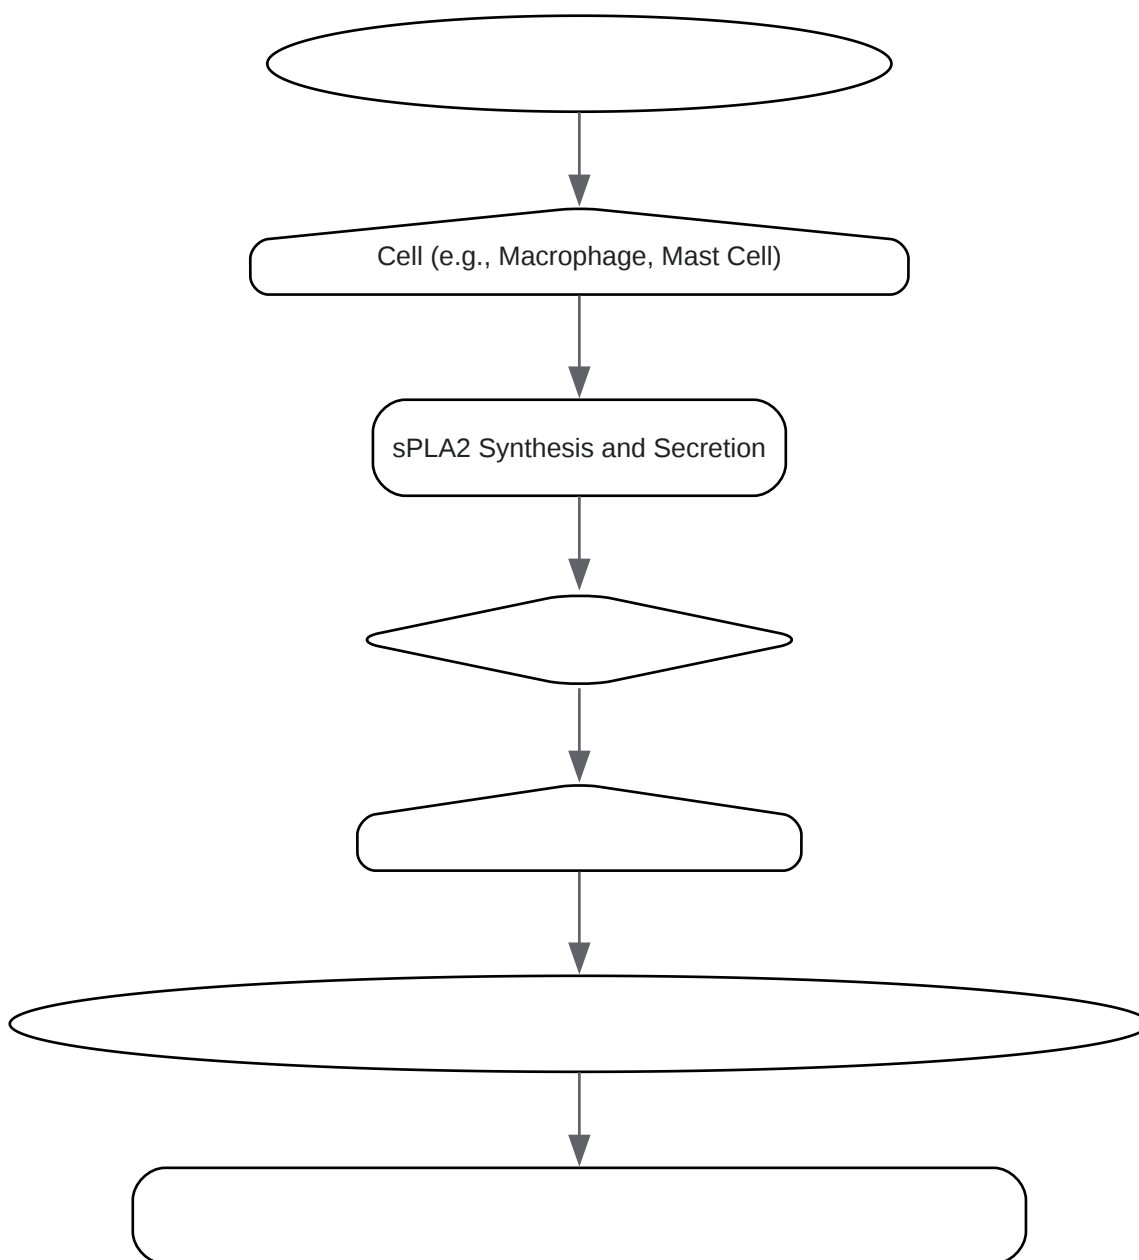 Cell (e.g., Macrophage, Mast Cell)
sPLA2 Synthesis and Secretion